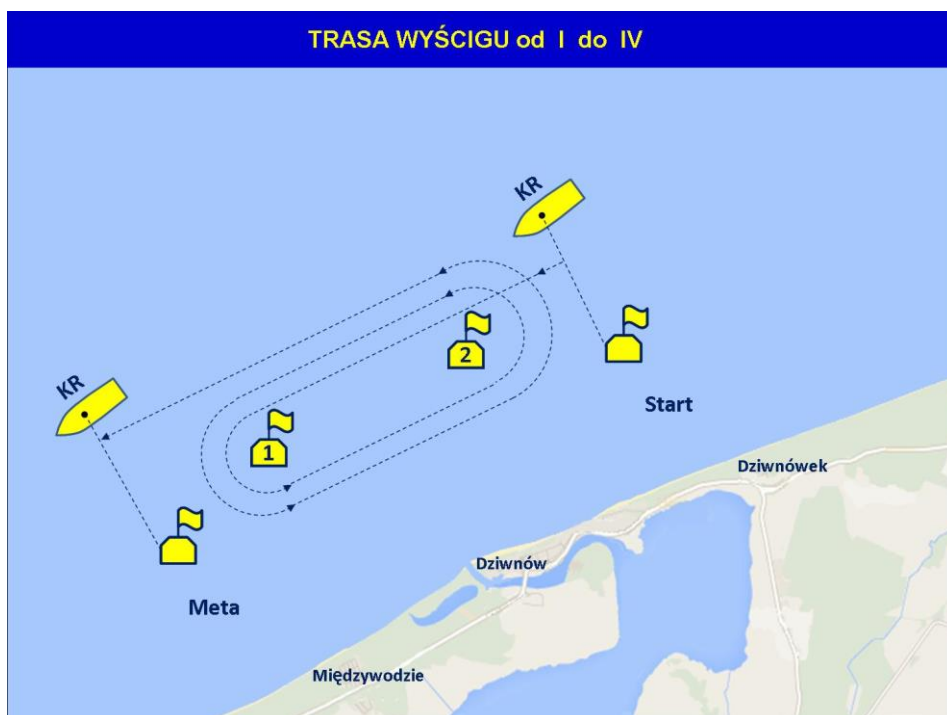 TRASA WYŚCIGU od I do IV
KR
2
Start
KR
1
Dziwnówek
Dziwnów
Meta
Międzywodzie